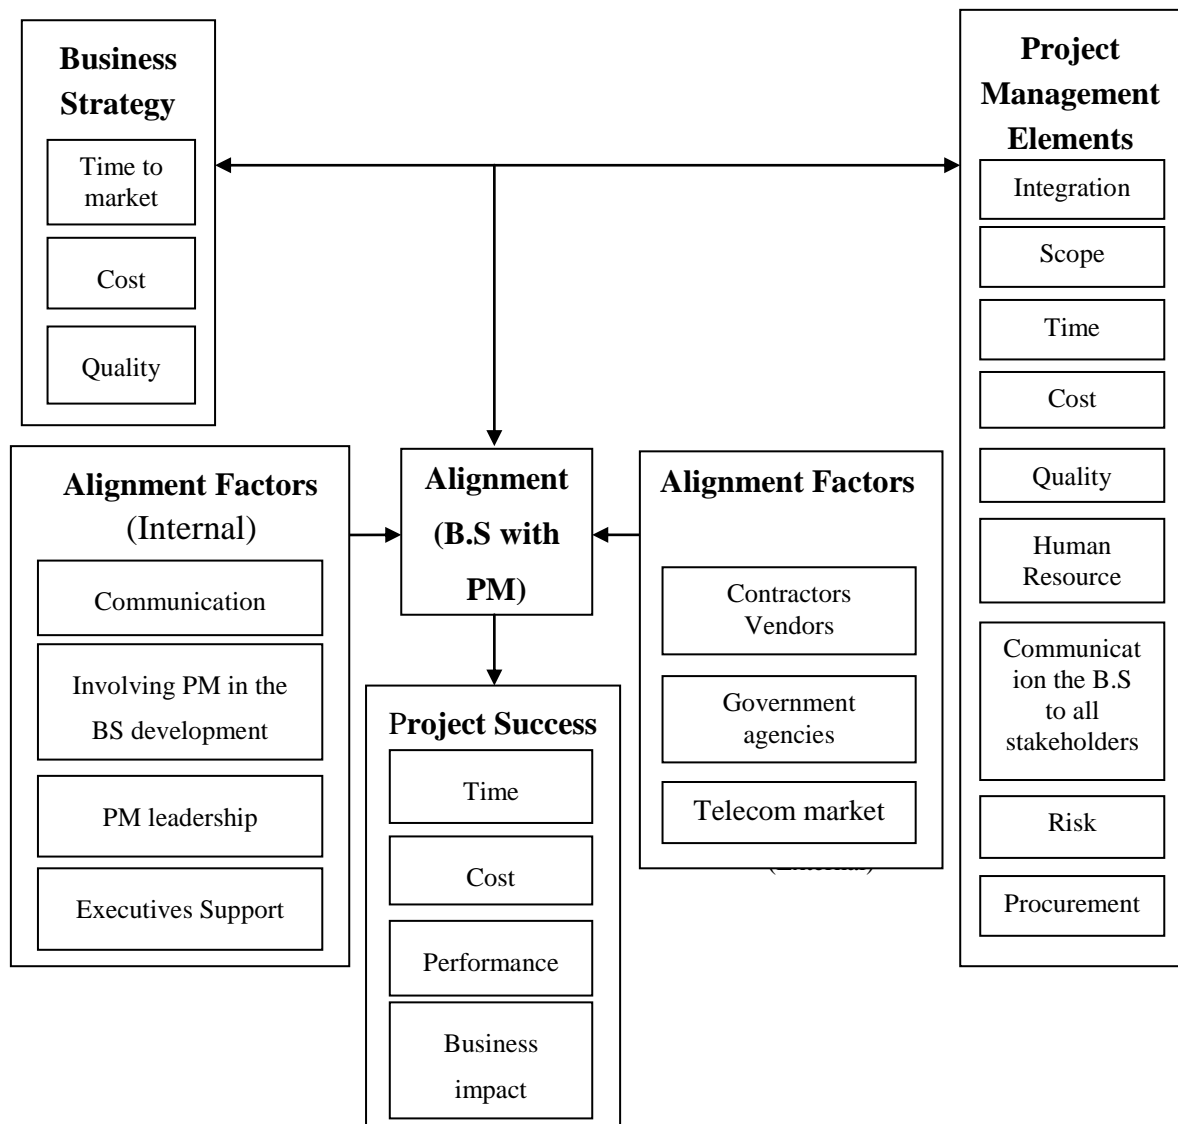 Business
Strategy
Time to
market
Cost
Quality
Project
Management
Elements
Integration
Scope
Time
Cost
Quality
Human
Resource
Communicat
ion the B.S
to all
stakeholders
Risk
Procurement
Alignment Factors
(Internal)
Communication
Involving PM in the
BS development
PM leadership
Executives Support
Alignment
(B.S with
PM)
Alignment Factors
Contractors
Vendors
Government
agencies
Telecom market
Project Success
Time
Cost
Performance
Business
impact